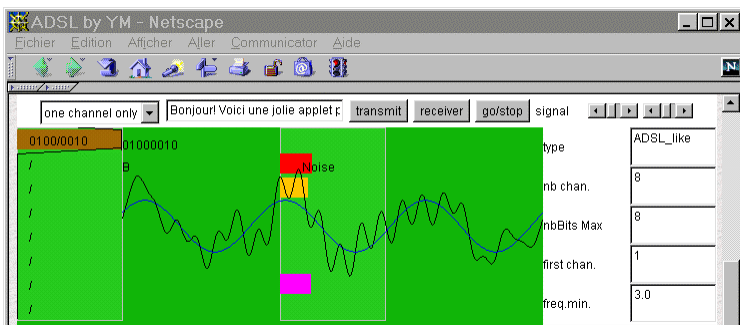 ADSL by YM - Netscape
Fichier Edition Afficher Aller Communicator Aide
N
one channel only Bonjour! Voici une jolie applet p transmit receiver go/stop signal
0100/0010 01000010 type ADSL_like
/ B Noise
/ nb chan. 8
/
/ nbBits Max 8
/
/ first chan. 1
/ freq.min. 3.0